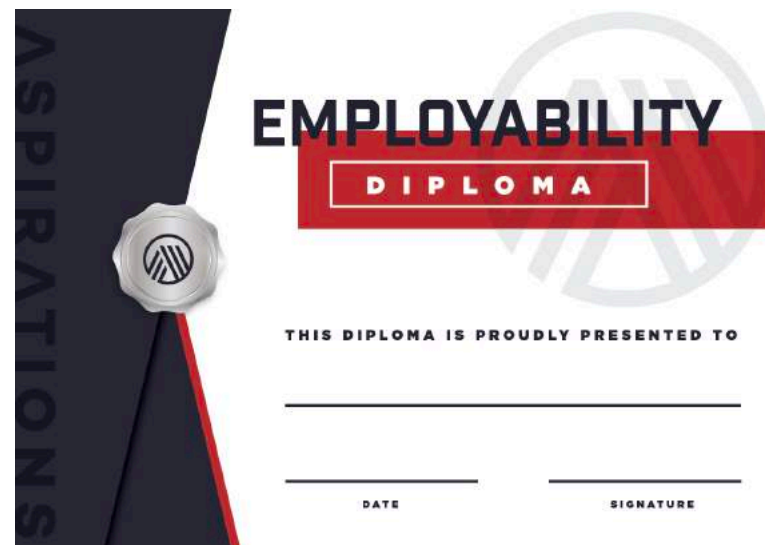 ASPIRATIONS
EMPLOYABILITY
DIPLOMA
THIS DIPLOMA IS PROUDLY PRESENTED TO
DATE
SIGNATURE